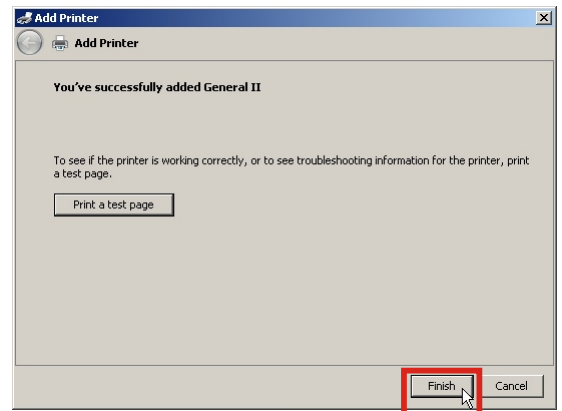 Add Printer
Add Printer
You've successfully added General II
To see if the printer is working correctly, or to see troubleshooting information for the printer, print
a test page.
Print a test page
Finish
Cancel